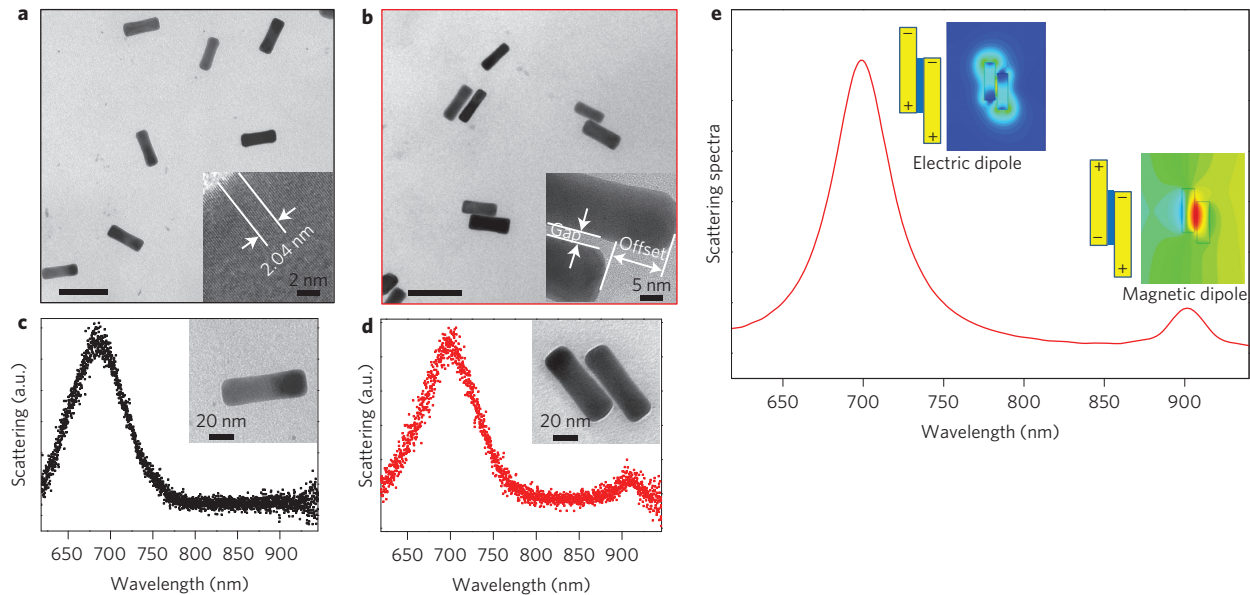 a
2.04 nm
2 nm
b
Gap
Offset
5 nm
c
Scattering (a.u.)
20 nm
650 700 750 800 850 900
Wavelength (nm)
d
Scattering (a.u.)
20 nm
650 700 750 800 850 900
Wavelength (nm)
e
Scattering spectra
−
−
+
+
Electric dipole
+
−
−
+
Magnetic dipole
650 700 750 800 850 900
Wavelength (nm)